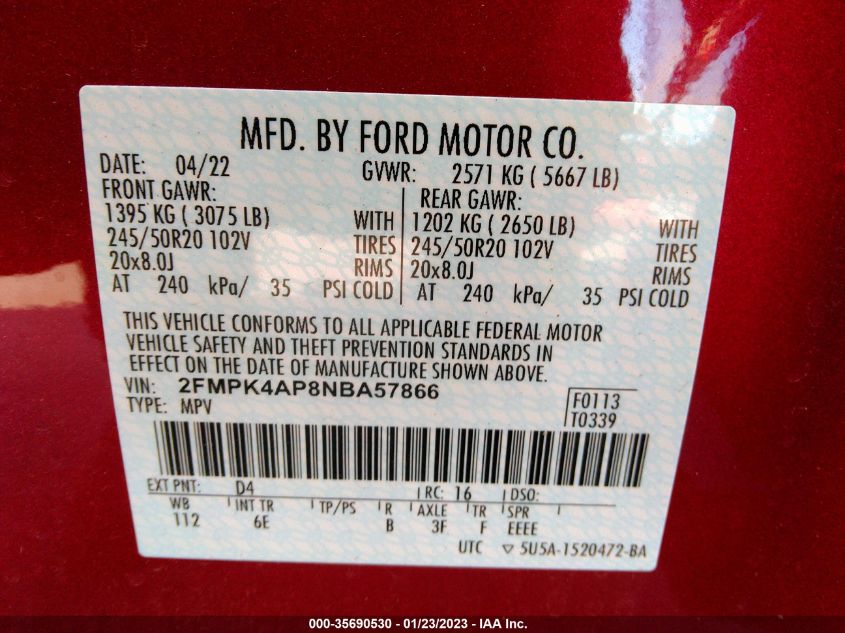 MFD. BY FORD MOTOR CO.
DATE: 04/22 GVWR: 2571 KG ( 5667 LB)
FRONT GAWR: REAR GAWR:
1395 KG ( 3075 LB) WITH 1202 KG ( 2650 LB) WITH
245/50R20 102V TIRES 245/50R20 102V TIRES
20x8.0J RIMS 20x8.0J RIMS
AT 240 kPa/ 35 PSI COLD AT 240 kPa/ 35 PSI COLD
THIS VEHICLE CONFORMS TO ALL APPLICABLE FEDERAL MOTOR
VEHICLE SAFETY AND THEFT PREVENTION STANDARDS IN
EFFECT ON THE DATE OF MANUFACTURE SHOWN ABOVE.
VIN: 2FMPK4AP8NBA57866
TYPE: MPV
F0113
T0339
EXT PNT: D4 RC: 16 DSO:
WB INT TR TP/PS R AXLE TR SPR
112 6E B 3F F EEEE
UTC ▽ 5U5A-1520472-BA
000-35690530 - 01/23/2023 - IAA Inc.